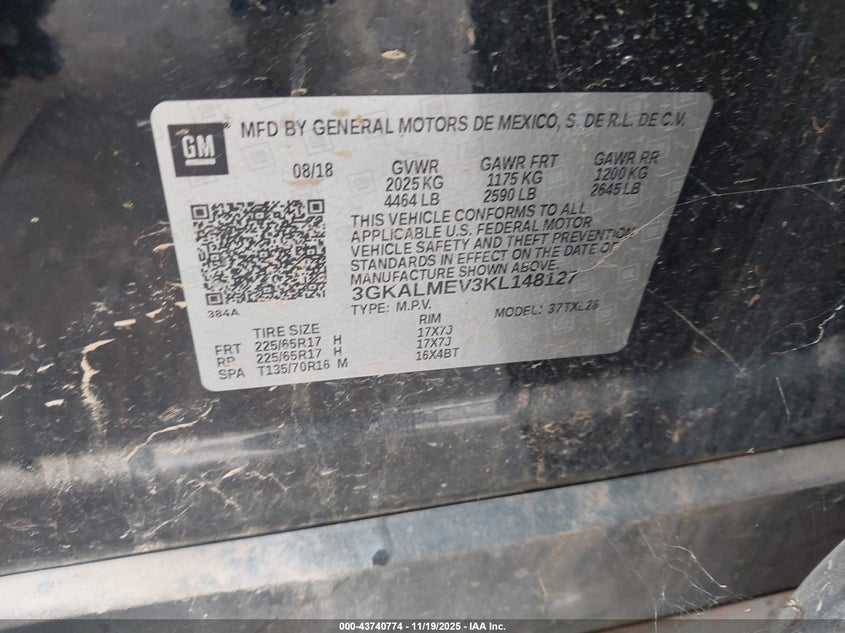 GM ® MFD BY GENERAL MOTORS DE MEXICO, S. DE R.L. DE C.V.
08/18 GVWR GAWR FRT GAWR RR
2025 KG 1175 KG 1200 KG
4464 LB 2590 LB 2645 LB
THIS VEHICLE CONFORMS TO ALL
APPLICABLE U.S. FEDERAL MOTOR
VEHICLE SAFETY AND THEFT PREVENTION
STANDARDS IN EFFECT ON THE DATE OF
MANUFACTURE SHOWN ABOVE.
384A
3GKALMEV3KL148127
TYPE: M.P.V. MODEL: 37TXL26
TIRE SIZE RIM
FRT 225/65R17 H 17X7J
RR 225/65R17 H 17X7J
SPA T135/70R16 M 16X4BT
000-43740774 | 11/19/2025 | IAA Inc.